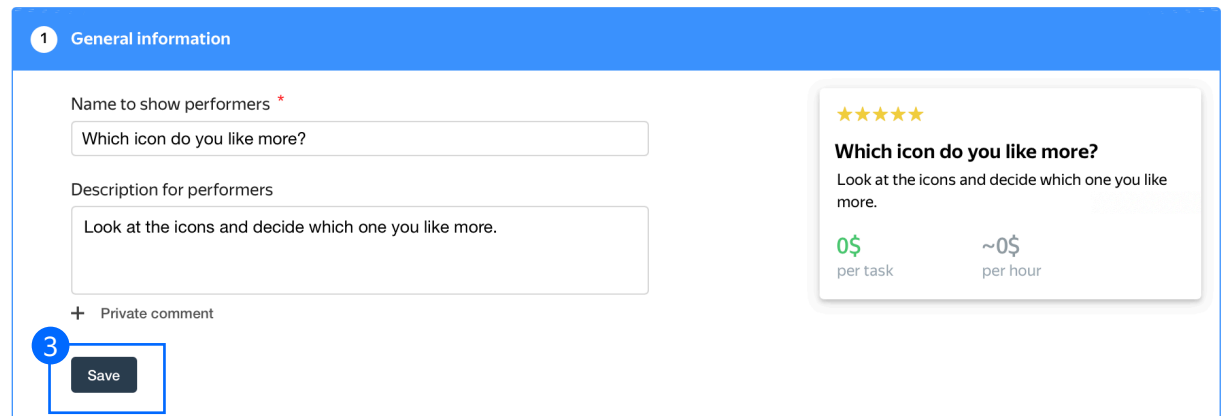 1 General information
Name to show performers *
Which icon do you like more?
Description for performers
Look at the icons and decide which one you like more.
+ Private comment
3
Save
★★★★★
Which icon do you like more?
Look at the icons and decide which one you like
more.
0$ ~0$
per task per hour